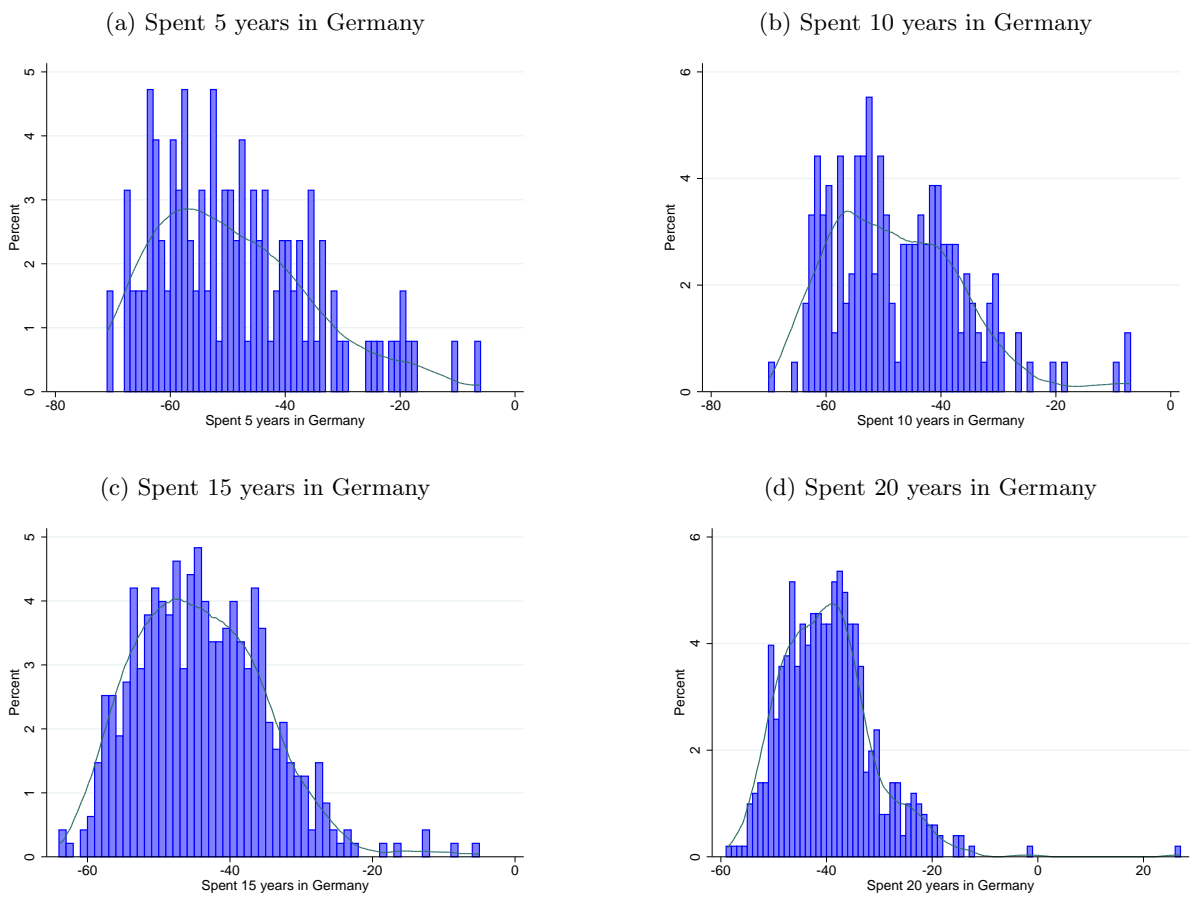 (a) Spent 5 years in Germany
Percent
5
4
3
2
1
0
-80 -60 -40 -20 0
Spent 5 years in Germany
(b) Spent 10 years in Germany
Percent
6
4
2
0
-80 -60 -40 -20 0
Spent 10 years in Germany
(c) Spent 15 years in Germany
Percent
5
4
3
2
1
0
-60 -40 -20 0
Spent 15 years in Germany
(d) Spent 20 years in Germany
Percent
6
4
2
0
-60 -40 -20 0 20
Spent 20 years in Germany